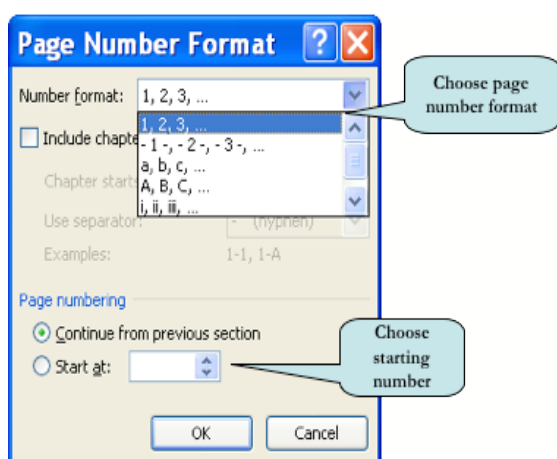 Page Number Format
Number format: 1, 2, 3, ...
Choose page
number format
1, 2, 3, ...
- 1 -, - 2 -, - 3 -, ...
a, b, c, ...
A, B, C, ...
i, ii, iii, ...
Include chapte
Chapter starts
Use separator: - (hyphen)
Examples: 1-1, 1-A
Page numbering
Continue from previous section
Start at:
Choose
starting
number
OK Cancel